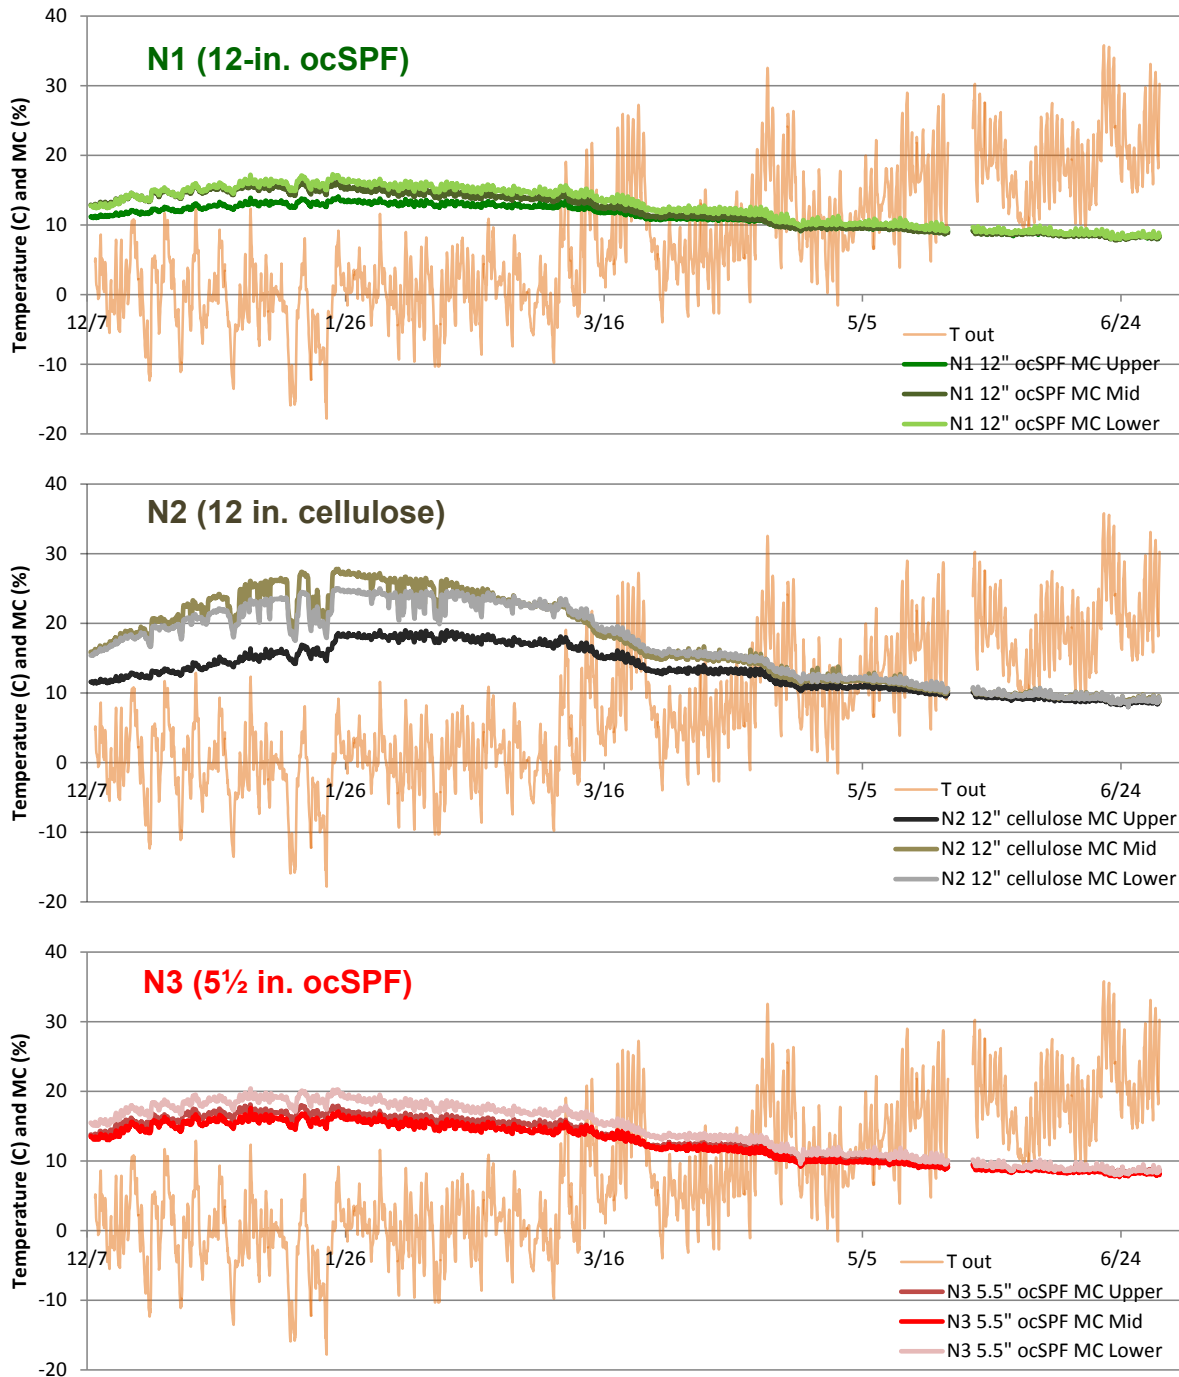 Temperature (C) and MC (%)
N1 (12-in. ocSPF)
40
30
20
10
0
-10
-20
12/7
1/26
3/16
5/5
6/24
T out
N1 12" ocSPF MC Upper
N1 12" ocSPF MC Mid
N1 12" ocSPF MC Lower
Temperature (C) and MC (%)
N2 (12 in. cellulose)
40
30
20
10
0
-10
-20
12/7
1/26
3/16
5/5
6/24
T out
N2 12" cellulose MC Upper
N2 12" cellulose MC Mid
N2 12" cellulose MC Lower
Temperature (C) and MC (%)
N3 (5½ in. ocSPF)
40
30
20
10
0
-10
-20
12/7
1/26
3/16
5/5
6/24
T out
N3 5.5" ocSPF MC Upper
N3 5.5" ocSPF MC Mid
N3 5.5" ocSPF MC Lower